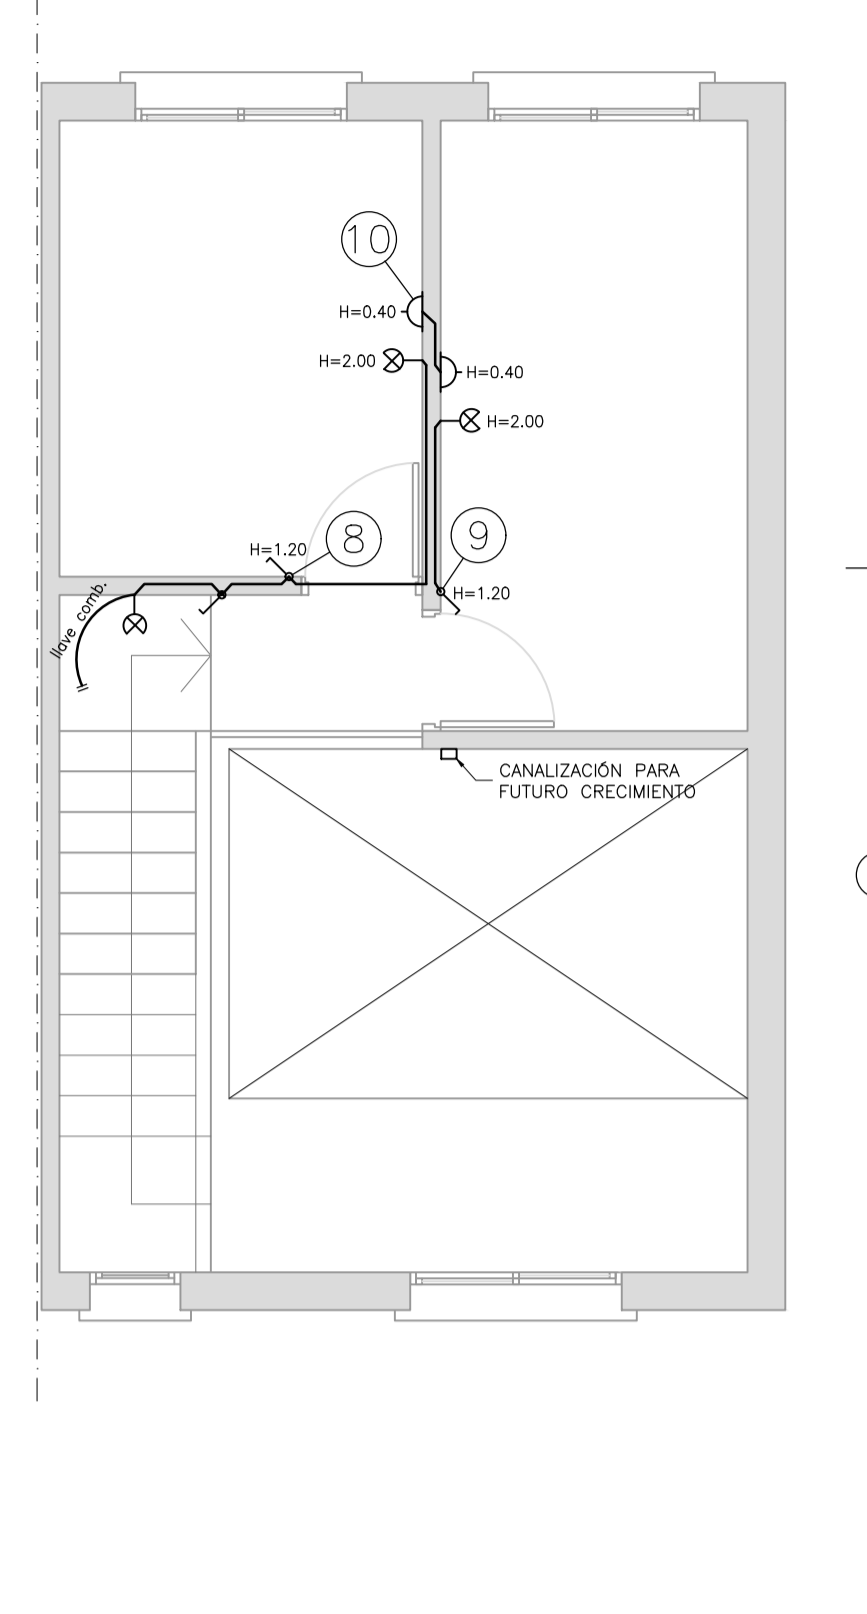 10
H=0.40
H=2.00
H=0.40
H=2.00
H=1.20
8
9
H=1.20
llave comb.
CANALIZACIÓN PARA
FUTURO CRECIMIENTO